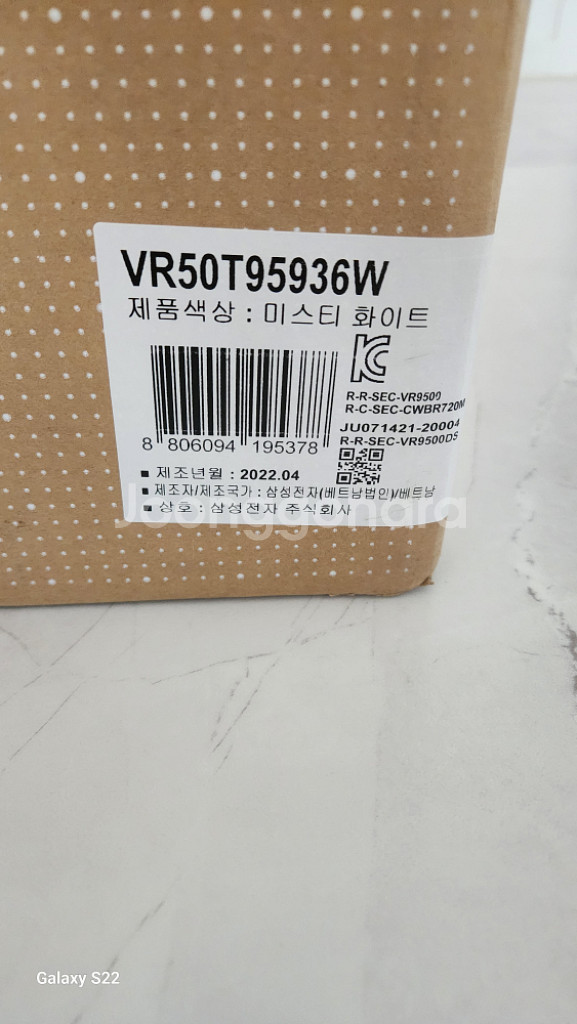 VR50T95936W
제품색상 : 미스티 화이트
R-R-SEC-VR9500
R-C-SEC-CWBR720M
JU071421-20004
R-R-SEC-VR9500DS
8 806094 195378
■ 제조년월 : 2022.04
■ 제조자/제조국가 : 삼성전자(베트남법인)/베트남
■ 상호 : 삼성전자 주식회사
Joonggonara
Galaxy S22